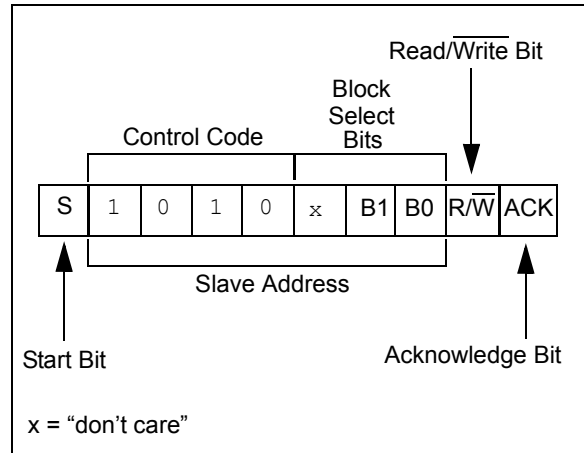 Read/Write Bit
Block
Select
Bits
Control Code
S 1 0 1 0 x B1 B0 R/W ACK
Slave Address
Start Bit
Acknowledge Bit
x = “don’t care”